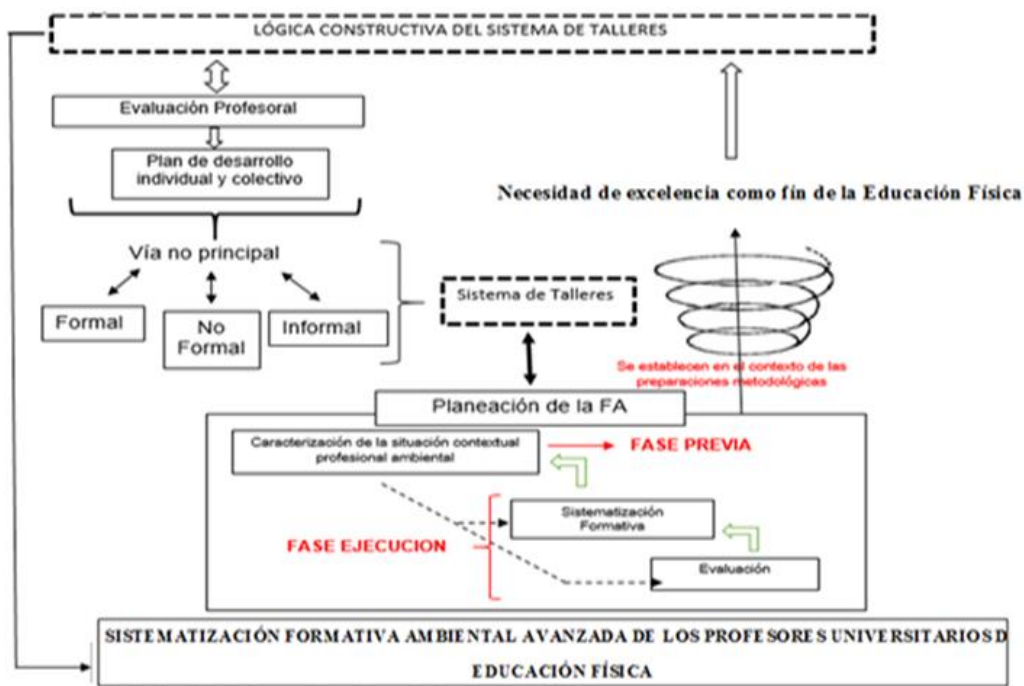 LÓGICA CONSTRUCTIVA DEL SISTEMA DE TALLERES
Evaluación Profesoral
Plan de desarrollo
individual y colectivo
Necesidad de excelencia como fín de la Educación Física
Vía no principal
Formal
No
Formal
Informal
Sistema de Talleres
Se establecen en el contexto de las
preparaciones metodológicas
Planeación de la FA
Caracterización de la situación contextual
profesional ambiental
FASE PREVIA
Sistematización
Formativa
FASE EJECUCION
Evaluación
SISTEMATIZACIÓN FORMATIVA AMBIENTAL AVANZADA DE LOS PROFESORES UNIVERSITARIOS D
EDUCACIÓN FÍSICA